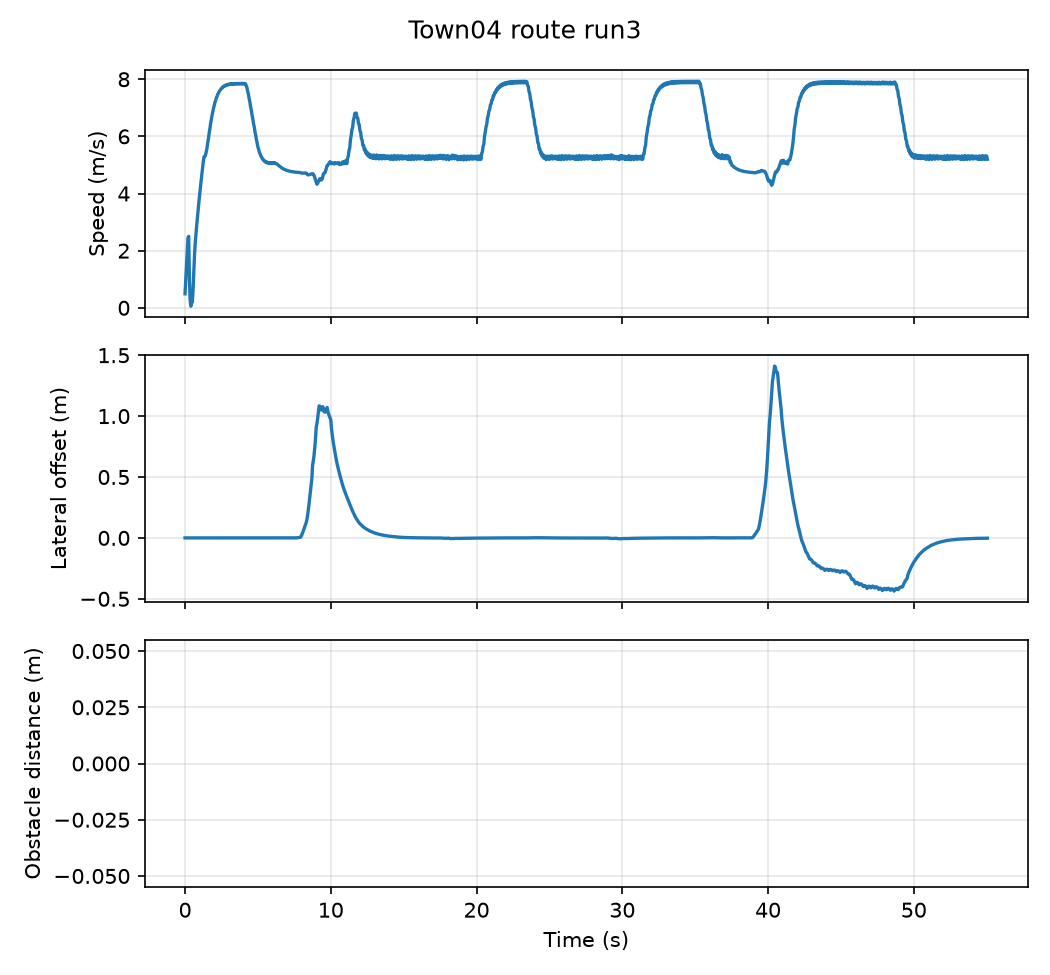 Town04 route run3
8
6
4
2
0
Speed (m/s)
1.5
1.0
0.5
0.0
−0.5
Lateral offset (m)
0.050
0.025
0.000
−0.025
−0.050
Obstacle distance (m)
0 10 20 30 40 50
Time (s)